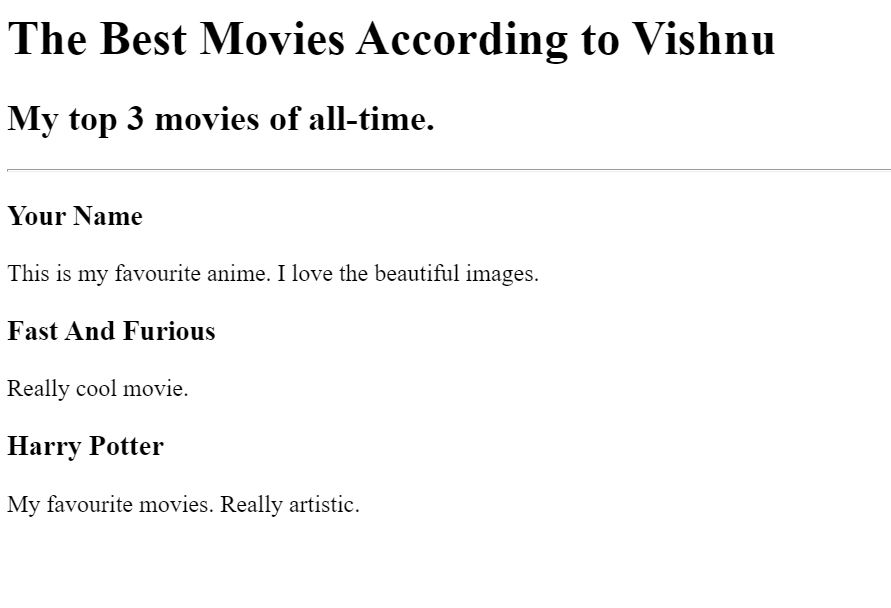 The Best Movies According to Vishnu
My top 3 movies of all-time.
Your Name
This is my favourite anime. I love the beautiful images.
Fast And Furious
Really cool movie.
Harry Potter
My favourite movies. Really artistic.